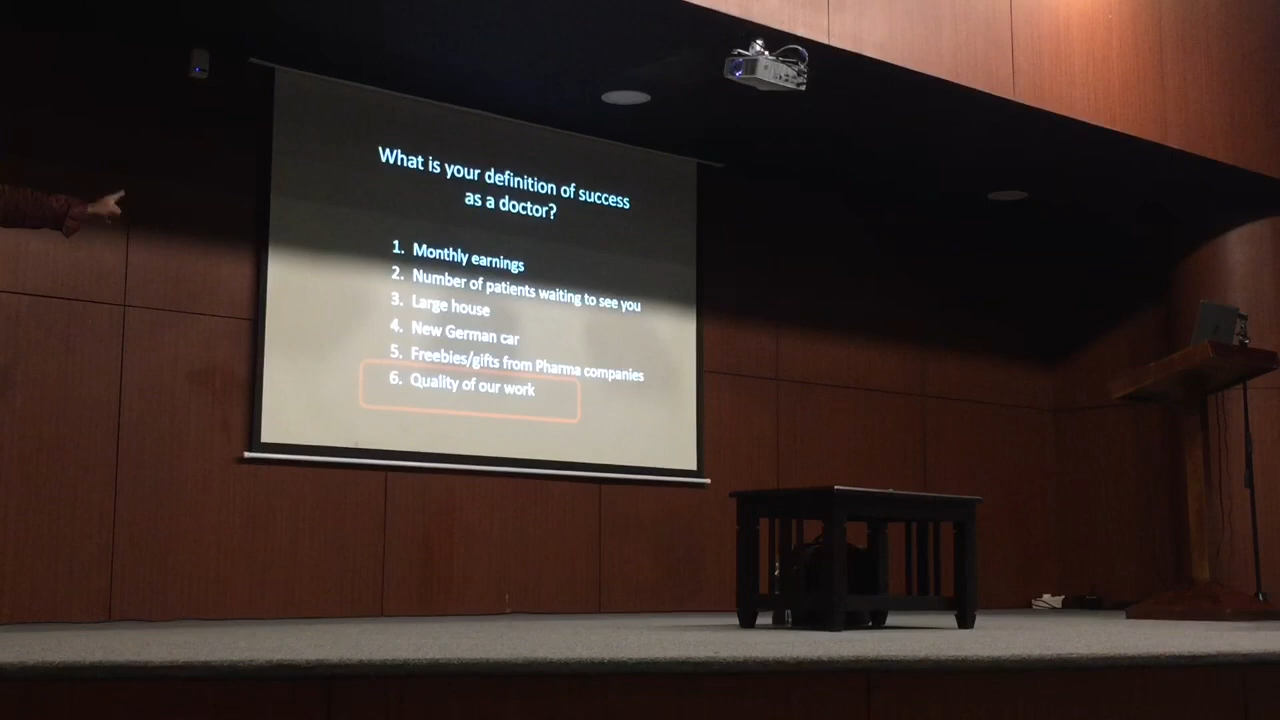 What is your definition of success
as a doctor?
1. Monthly earnings
2. Number of patients waiting to see you
3. Large house
4. New German car
5. Freebies/gifts from Pharma companies
6. Quality of our work